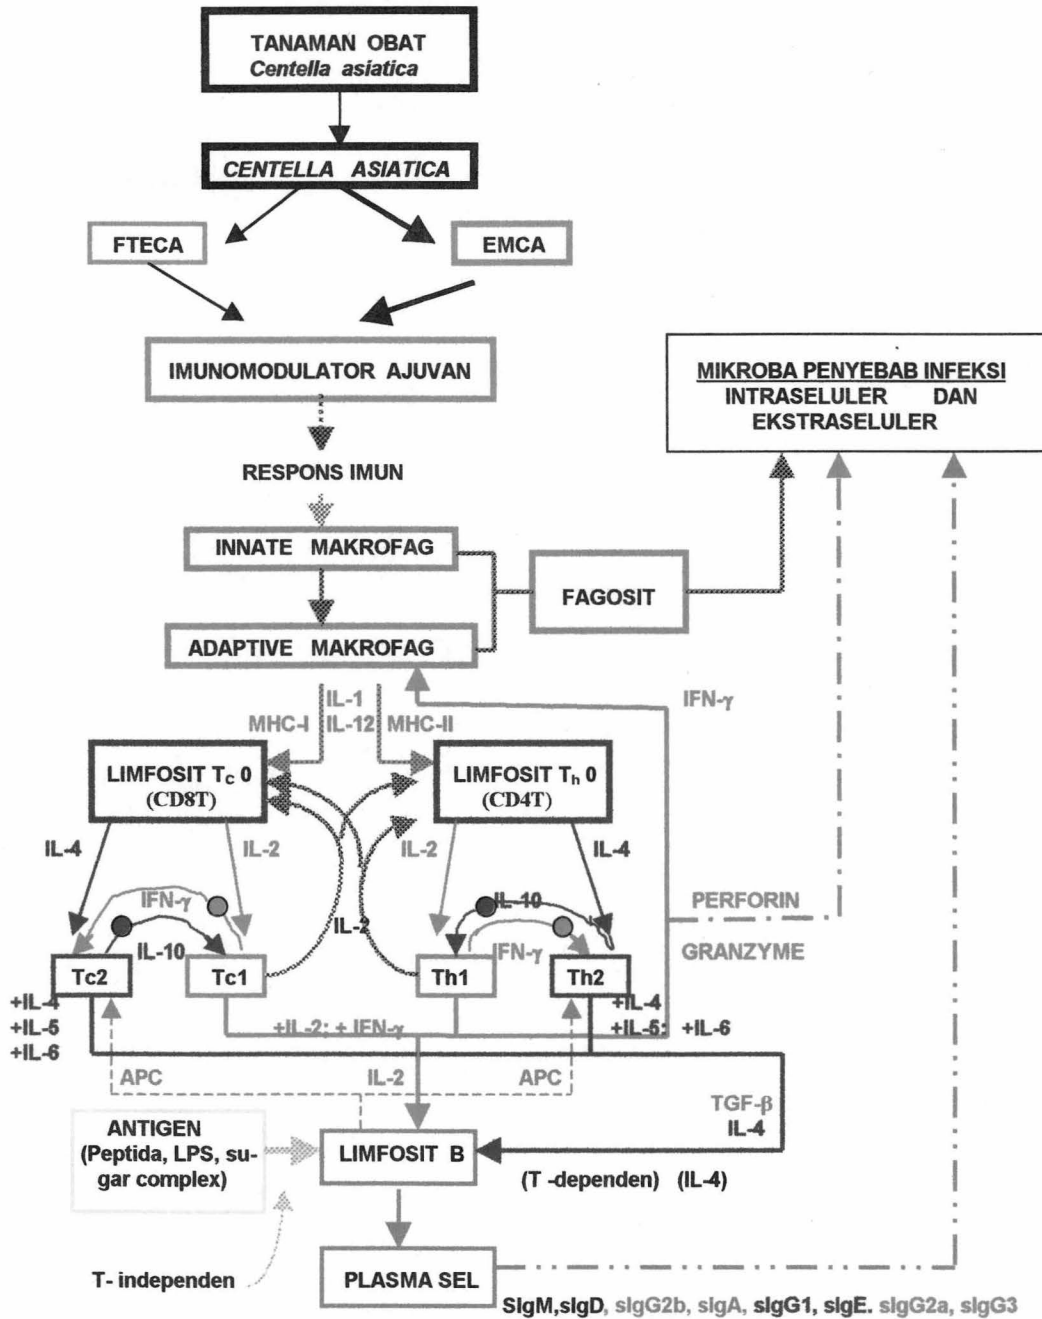 TANAMAN OBAT
Centella asiatica
CENTELLA ASIATICA
FTECA
EMCA
IMUNOMODULATOR AJUVAN
MIKROBA PENYEBAB INFEKSI
INTRASELULER DAN
EKSTRASELULER
RESPONS IMUN
INNATE MAKROFAG
FAGOSIT
ADAPTIVE MAKROFAG
IL-1
IFN-γ
MHC-I IL-12 MHC-II
LIMFOSIT Tc 0
(CD8T)
LIMFOSIT Th 0
(CD4T)
IL-4
IL-2
IL-2
IL-4
IFN-γ
IL-10
PERFORIN
IL-2
IL-10
IFN-γ
GRANZYME
Tc2
Tc1
Th1
Th2
+IL-4
+IL-5
+IL-6
+IL-2; + IFN-γ
+IL-4
+IL-5; +IL-6
APC
IL-2
APC
TGF-β
IL-4
ANTIGEN
(Peptida, LPS, su-
gar complex)
LIMFOSIT B
(T -dependen) (IL-4)
T- independen
PLASMA SEL
SIgM,sIgD, sIgG2b, sIgA, sIgG1, sIgE. sIgG2a, sIgG3